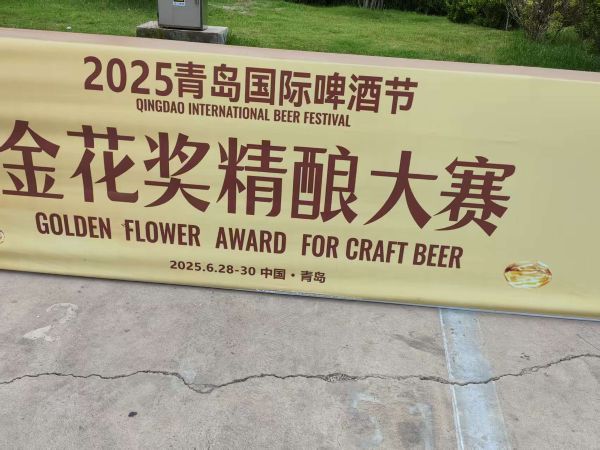 2025青岛国际啤酒节
QINGDAO INTERNATIONAL BEER FESTIVAL
金花奖精酿大赛
GOLDEN FLOWER AWARD FOR CRAFT BEER
2025.6.28-30 中国·青岛